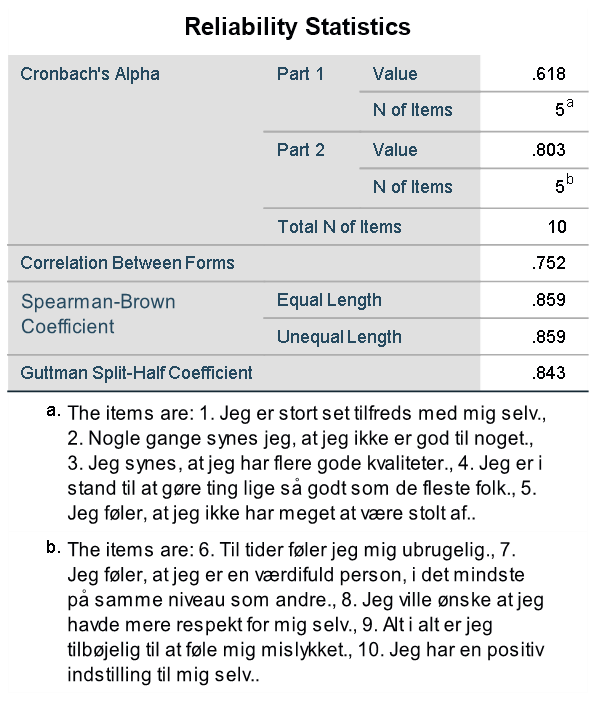 Reliability Statistics
Cronbach's Alpha Part 1 Value .618
N of Items 5a
Part 2 Value .803
N of Items 5b
Total N of Items 10
Correlation Between Forms .752
Spearman-Brown Coefficient Equal Length .859
Unequal Length .859
Guttman Split-Half Coefficient .843
a. The items are: 1. Jeg er stort set tilfreds med mig selv.,
2. Nogle gange synes jeg, at jeg ikke er god til noget.,
3. Jeg synes, at jeg har flere gode kvaliteter., 4. Jeg er i
stand til at gøre ting lige så godt som de fleste folk., 5.
Jeg føler, at jeg ikke har meget at være stolt af..
b. The items are: 6. Til tider føler jeg mig ubrugelig., 7.
Jeg føler, at jeg er en værdifuld person, i det mindste
på samme niveau som andre., 8. Jeg ville ønske at jeg
havde mere respekt for mig selv., 9. Alt i alt er jeg
tilbøjelig til at føle mig mislykket., 10. Jeg har en positiv
indstilling til mig selv..